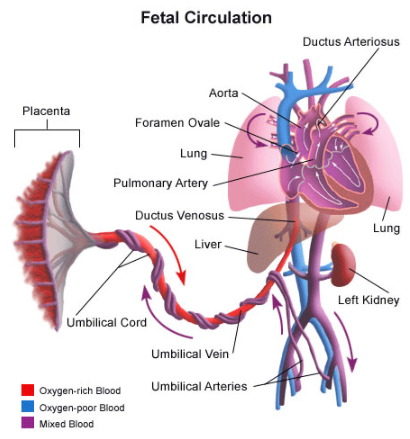 Fetal Circulation
Ductus Arteriosus
Aorta
Placenta
Foramen Ovale
Lung
Pulmonary Artery
Ductus Venosus
Lung
Liver
Left Kidney
Umbilical Cord
Umbilical Vein
Umbilical Arteries
Oxygen-rich Blood
Oxygen-poor Blood
Mixed Blood